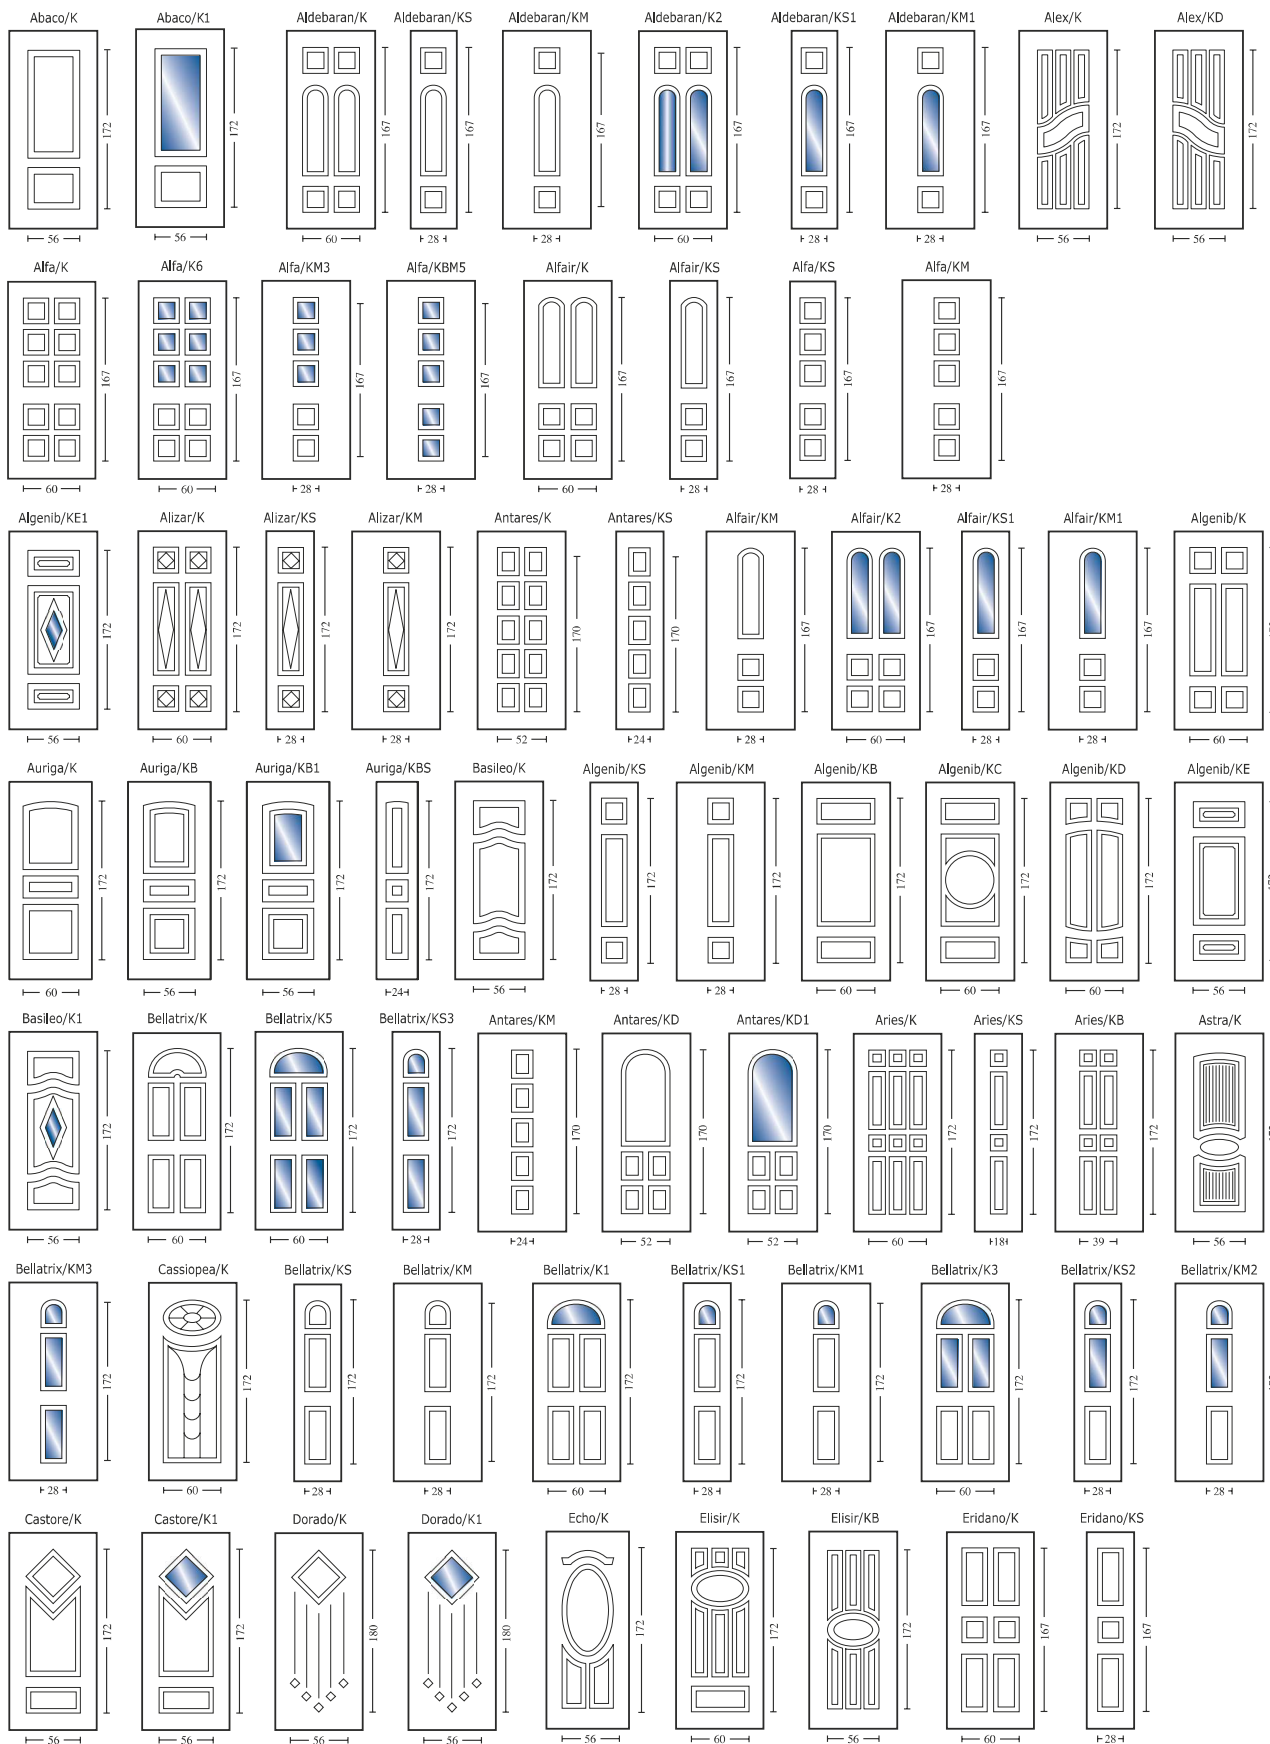 Abaco/K Abaco/K1 Aldebaran/K Aldebaran/KS Aldebaran/KM Aldebaran/K2 Aldebaran/KS1 Aldebaran/KM1 Alex/K Alex/KD
172 172 167 167 167 167 167 167 172 172
56 56 60 28 28 60 28 28 56 56
Alfa/K Alfa/K6 Alfa/KM3 Alfa/KBM5 Alfair/K Alfair/KS Alfa/KS Alfa/KM
167 167 167 167 167 167 167 167
60 60 28 28 60 28 28 28
Algenib/KE1 Alizar/K Alizar/KS Alizar/KM Antares/K Antares/KS Alfair/KM Alfair/K2 Alfair/KS1 Alfair/KM1 Algenib/K
172 172 172 172 170 170 167 167 167 167
56 60 28 28 52 24 28 60 28 28 60
Auriga/K Auriga/KB Auriga/KB1 Auriga/KBS Basileo/K Algenib/KS Algenib/KM Algenib/KB Algenib/KC Algenib/KD Algenib/KE
172 172 172 172 172 172 172 172 172 172
60 56 56 24 56 28 28 60 60 60 56
Basileo/K1 Bellatrix/K Bellatrix/K5 Bellatrix/KS3 Antares/KM Antares/KD Antares/KD1 Aries/K Aries/KS Aries/KB Astra/K
172 172 172 172 170 170 170 172 172 172
56 60 60 28 24 52 52 60 18 39 56
Bellatrix/KM3 Cassiopea/K Bellatrix/KS Bellatrix/KM Bellatrix/K1 Bellatrix/KS1 Bellatrix/KM1 Bellatrix/K3 Bellatrix/KS2 Bellatrix/KM2
172 172 172 172 172 172 172 172 172
28 60 28 28 60 28 28 60 28 28
Castore/K Castore/K1 Dorado/K Dorado/K1 Echo/K Elisir/K Elisir/KB Eridano/K Eridano/KS
172 172 180 180 172 172 172 167 167
56 56 56 56 56 60 56 60 28